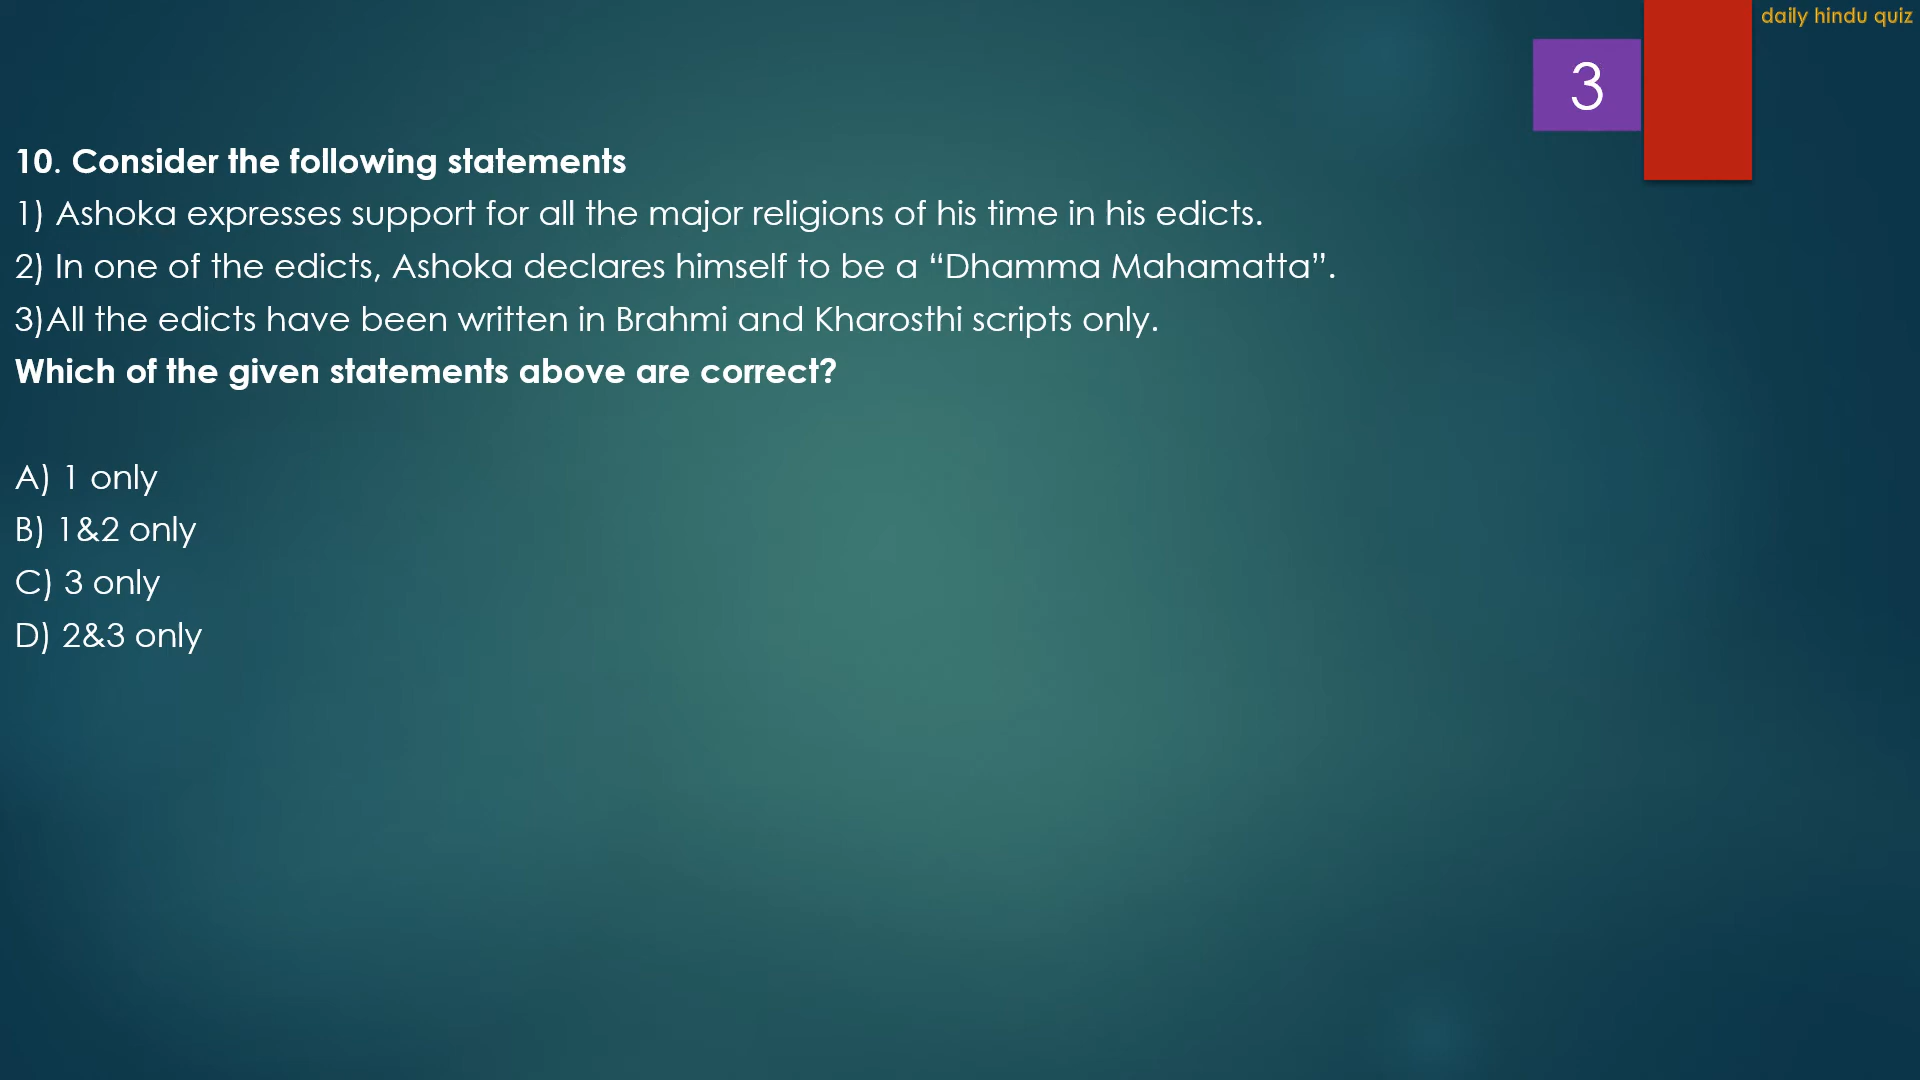 daily hindu quiz
3
10. Consider the following statements
1) Ashoka expresses support for all the major religions of his time in his edicts.
2) In one of the edicts, Ashoka declares himself to be a “Dhamma Mahamatta”.
3)All the edicts have been written in Brahmi and Kharosthi scripts only.
Which of the given statements above are correct?
A) 1 only
B) 1&2 only
C) 3 only
D) 2&3 only